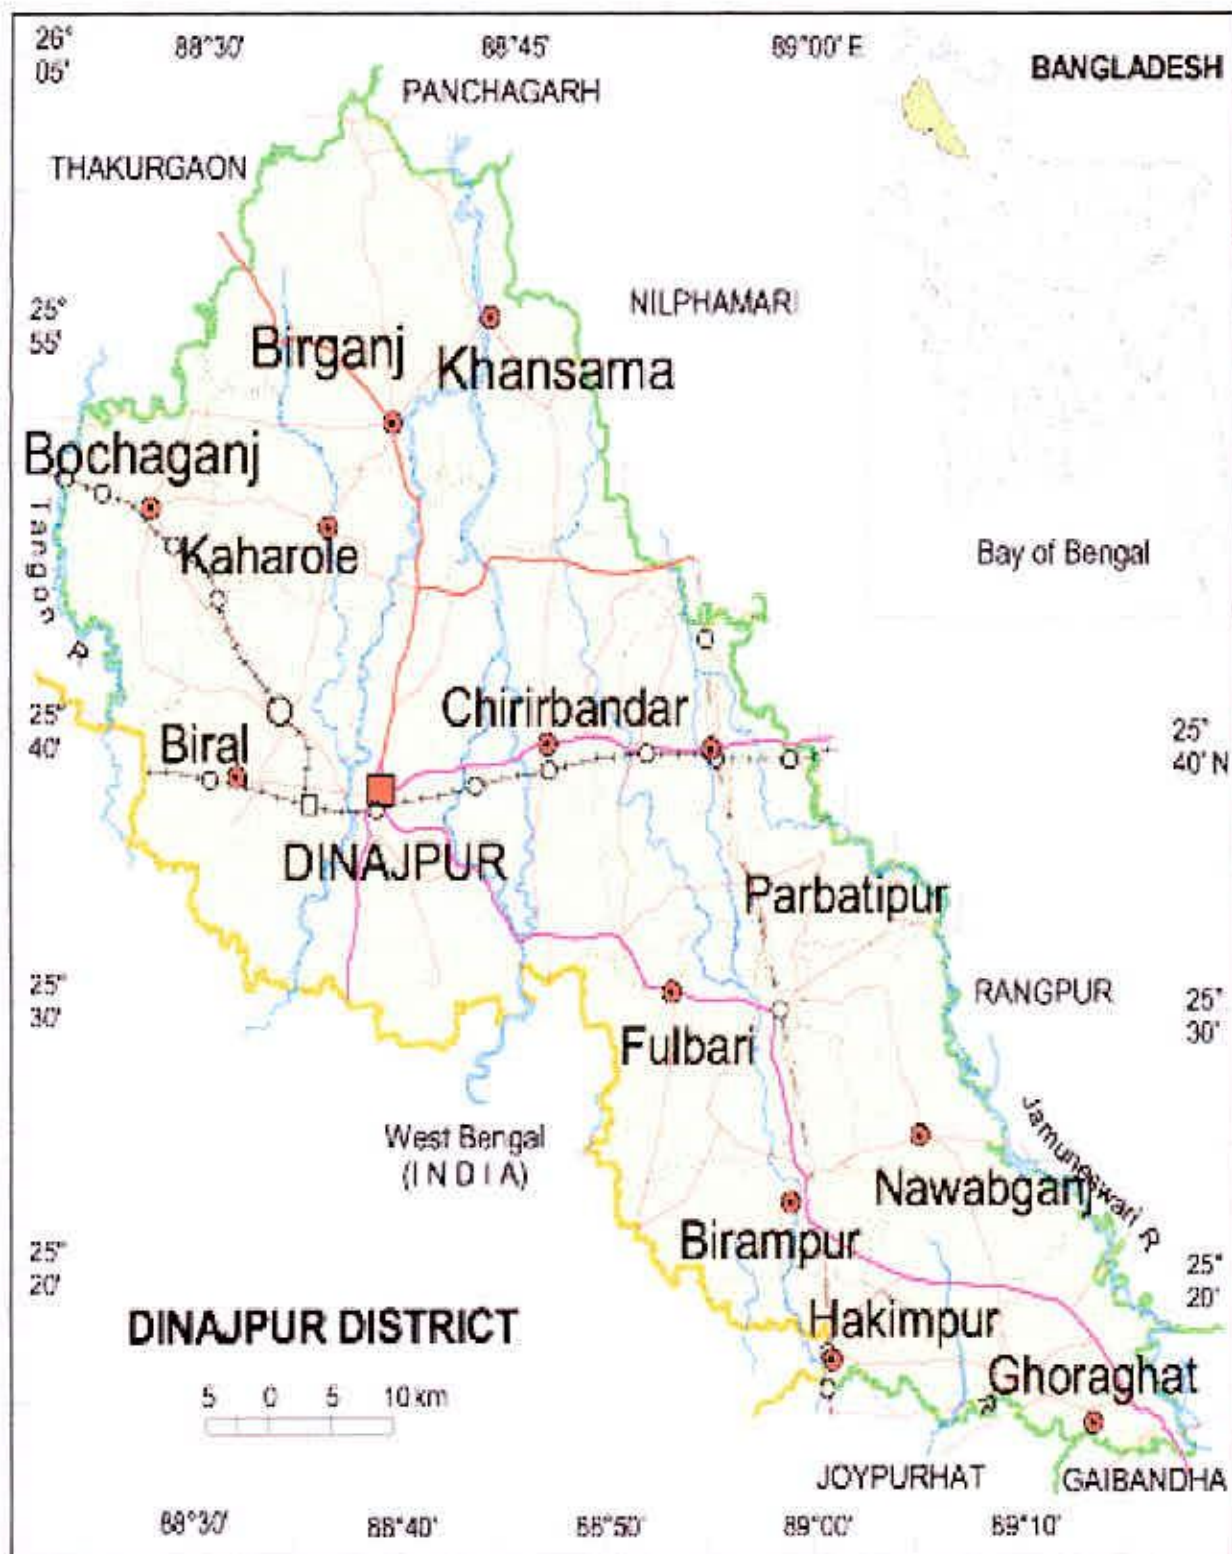 26°
05'
88°30'
88°45'
89°00' E
BANGLADESH
PANCHAGARH
THAKURGAON
NILPHAMARI
25°
55'
Birganj
Khansama
Bochaganj
Tangon
R
Kaharole
Bay of Bengal
25°
40'
Chirirbandar
25°
40' N
Biral
DINAJPUR
Parbatipur
25°
30'
RANGPUR
25°
30'
Fulbari
West Bengal
(INDIA)
Jamuneswari R
Nawabganj
Birampur
25°
20'
25°
20'
DINAJPUR DISTRICT
Hakimpur
Ghoraghat
R
5 0 5 10 km
JOYPURHAT
GAIBANDHA
88°30'
88°40'
88°50'
89°00'
89°10'